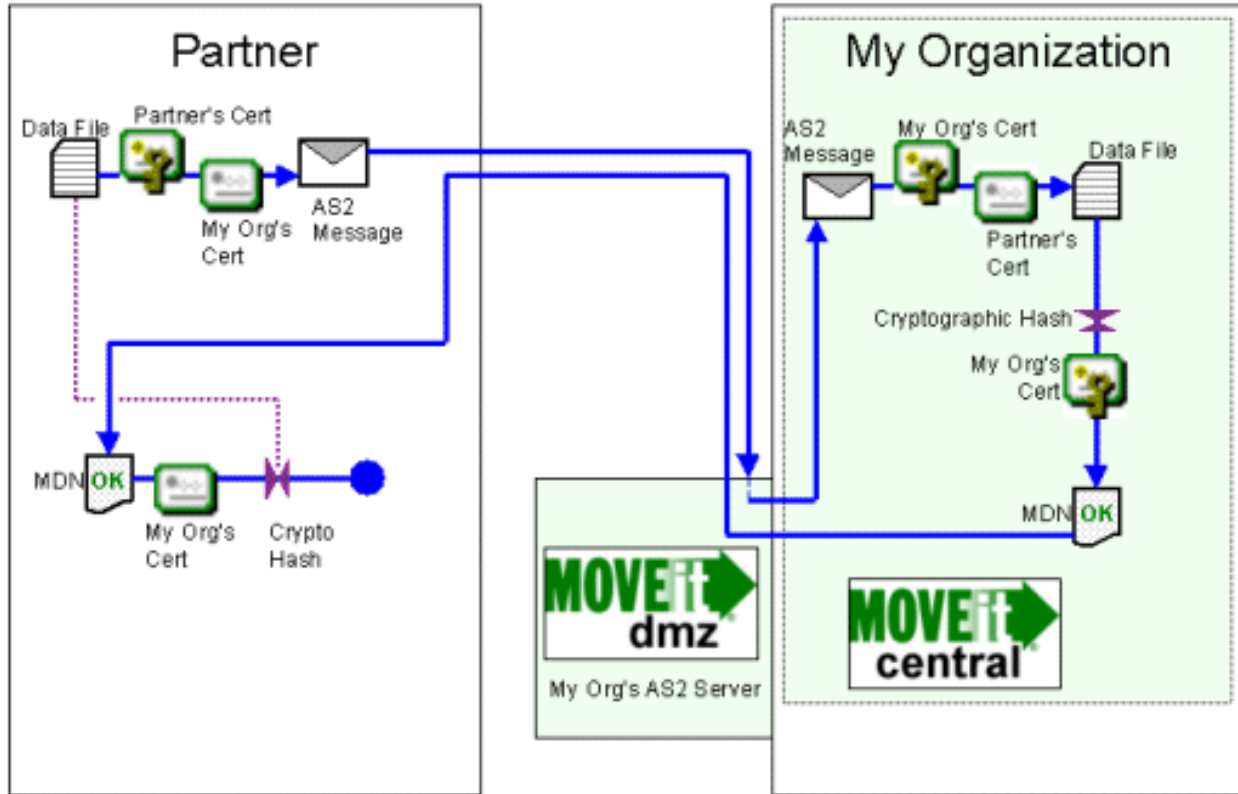 Partner
Data File
Partner's Cert
My Org's
Cert
AS2
Message
MDN
OK
My Org's
Cert
Crypto
Hash
MOVEit
dmz
My Org's AS2 Server
My Organization
AS2
Message
My Org's Cert
Partner's
Cert
Data File
Cryptographic Hash
My Org's
Cert
MDN
OK
MOVEit
central